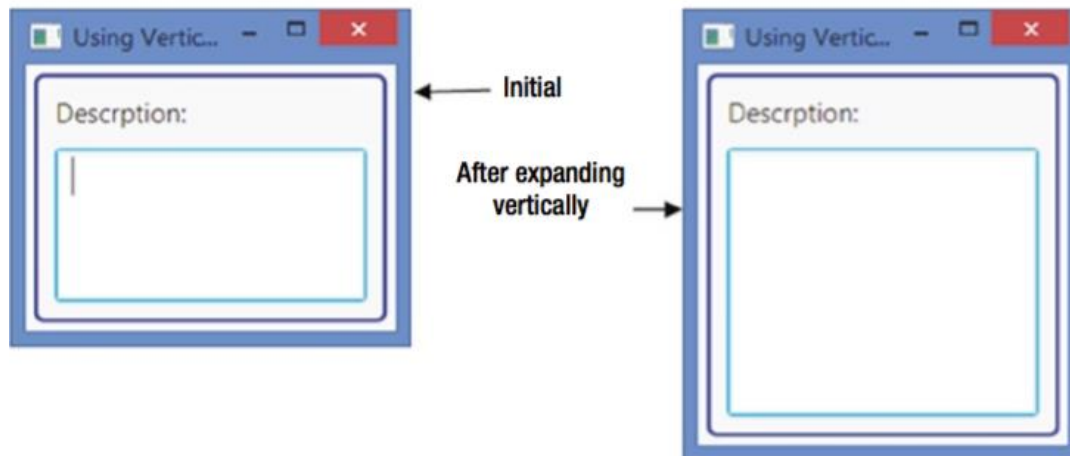 Using Vertic...
Descrption:
Initial
After expanding
vertically
Using Vertic...
Descrption: